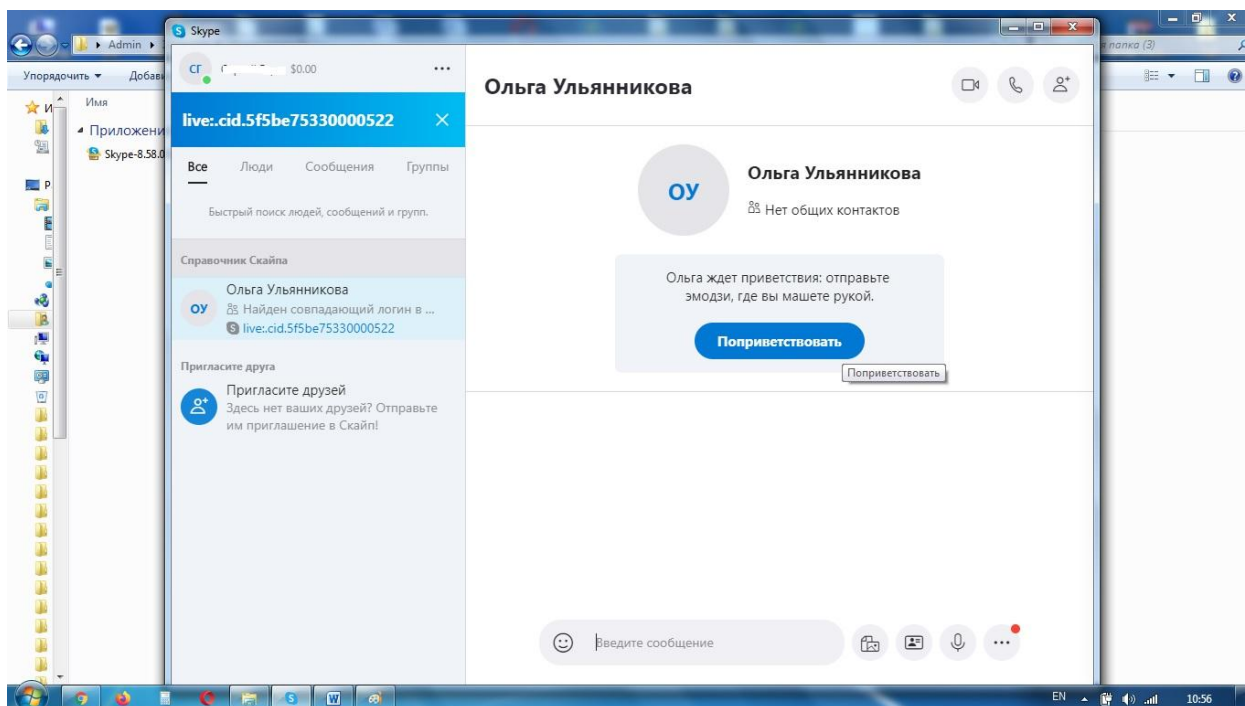 Skype
Admin
я папка (3)
Упорядочить
Добавь
Имя
Приложени
Skype-8.58.0
СГ
$0.00
live:.cid.5f5be75330000522
Все Люди Сообщения Группы
Быстрый поиск людей, сообщений и групп.
Справочник Скайпа
ОУ
Ольга Ульянникова
Найден совпадающий логин в ...
live:.cid.5f5be75330000522
Пригласите друга
Пригласите друзей
Здесь нет ваших друзей? Отправьте
им приглашение в Скайп!
Ольга Ульянникова
ОУ
Ольга Ульянникова
Нет общих контактов
Ольга ждет приветствия: отправьте
эмодзи, где вы машете рукой.
Поприветствовать
Поприветствовать
Введите сообщение
EN
10:56